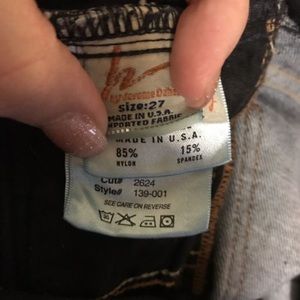 SIZE:27
MADE IN U.S.A.
IMPORTED FABRIC
MADE IN U.S.A.
85% 15%
NYLON SPANDEX
Cut# 2624
Style# 139-001
SEE CARE ON REVERSE